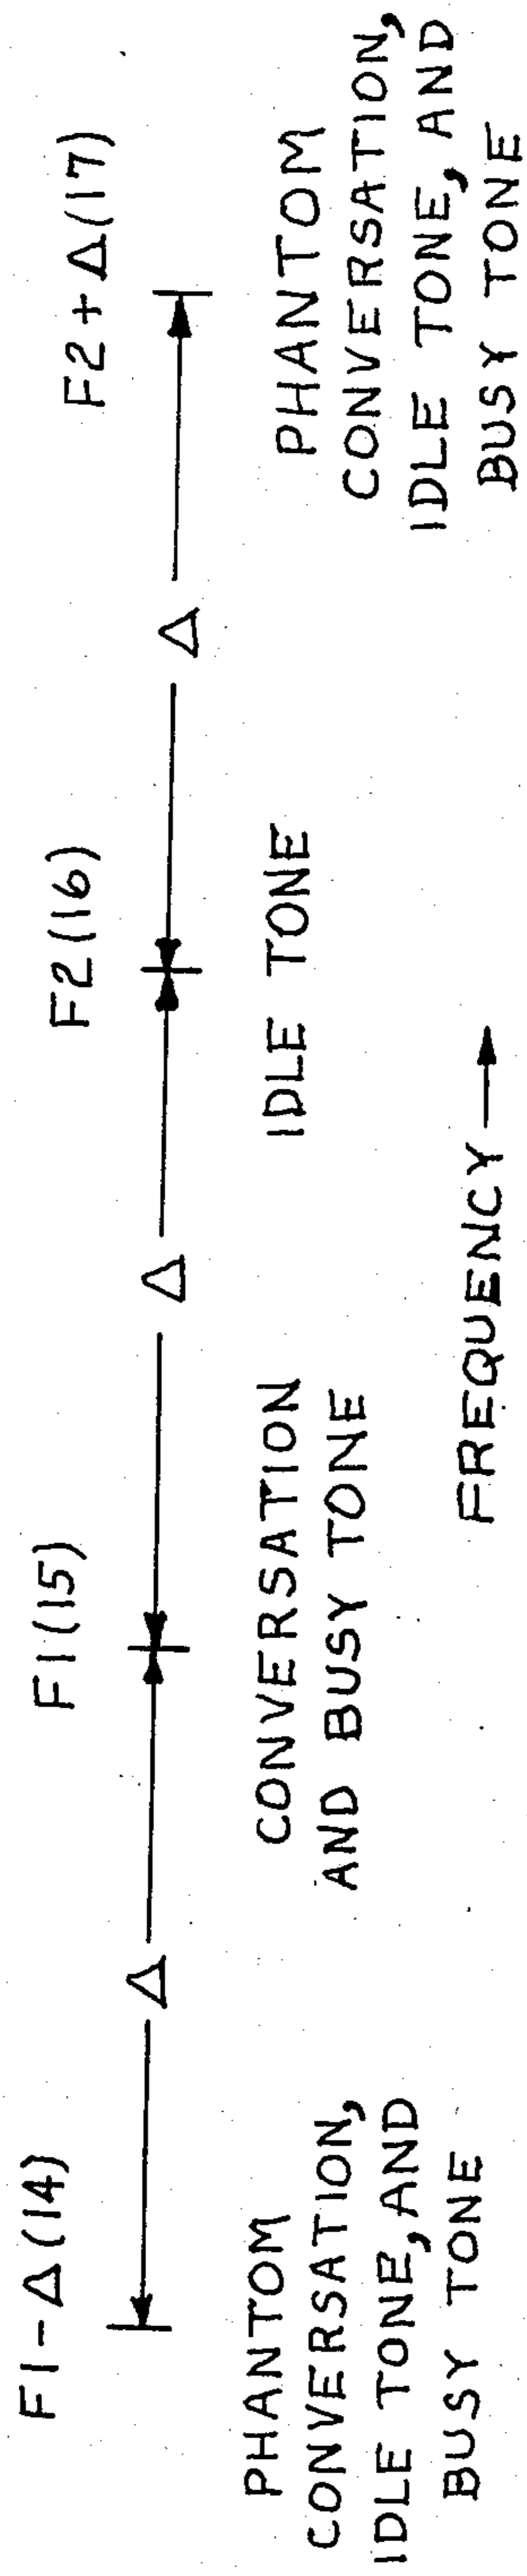 F1-Δ(14)
F1(15)
F2(16)
F2+Δ(17)
Δ
Δ
Δ
PHANTOM
CONVERSATION,
IDLE TONE, AND
BUSY TONE
CONVERSATION
AND BUSY TONE
IDLE TONE
PHANTOM
CONVERSATION,
IDLE TONE, AND
BUSY TONE
FREQUENCY →